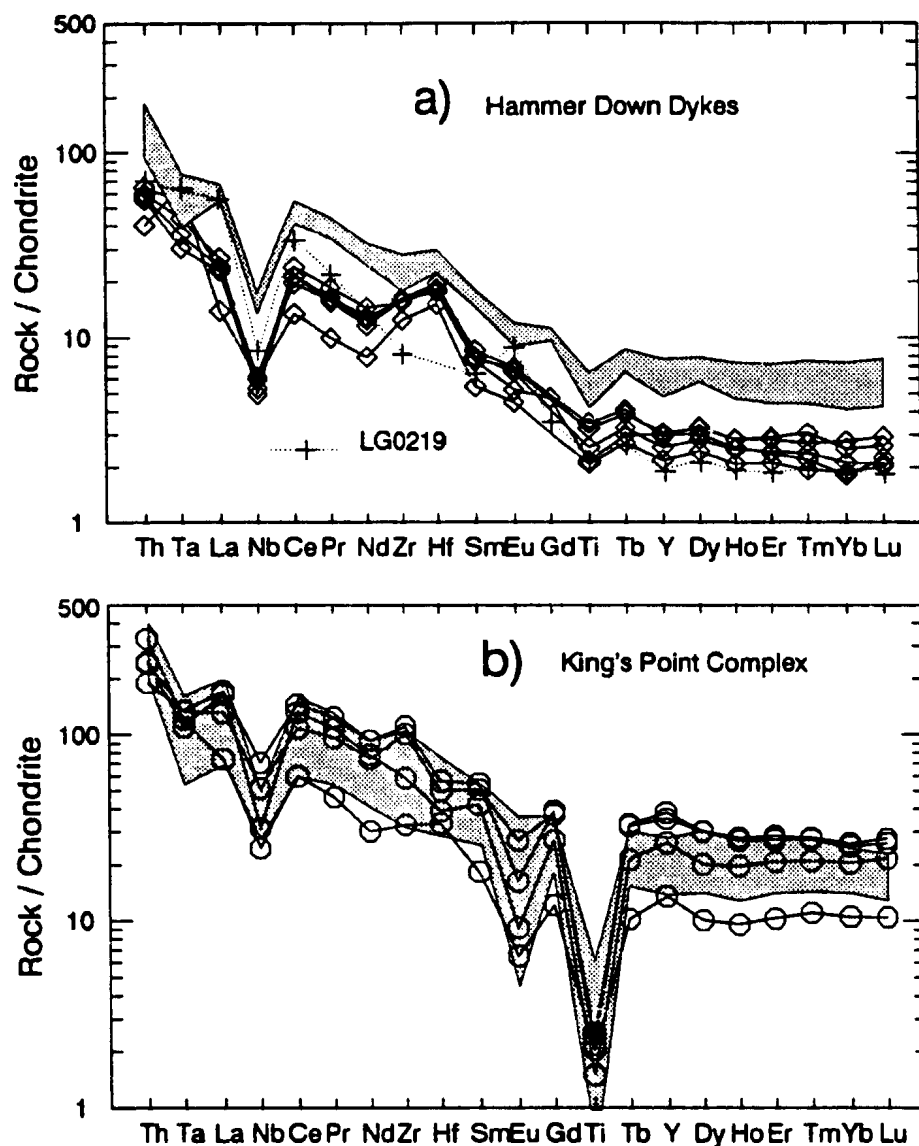 500
a) Hammer Down Dykes
100
Rock / Chondrite
10
LG0219
1
Th Ta La Nb Ce Pr Nd Zr Hf Sm Eu Gd Ti Tb Y Dy Ho Er Tm Yb Lu
500
b) King's Point Complex
100
Rock / Chondrite
10
1
Th Ta La Nb Ce Pr Nd Zr Hf Sm Eu Gd Ti Tb Y Dy Ho Er Tm Yb Lu